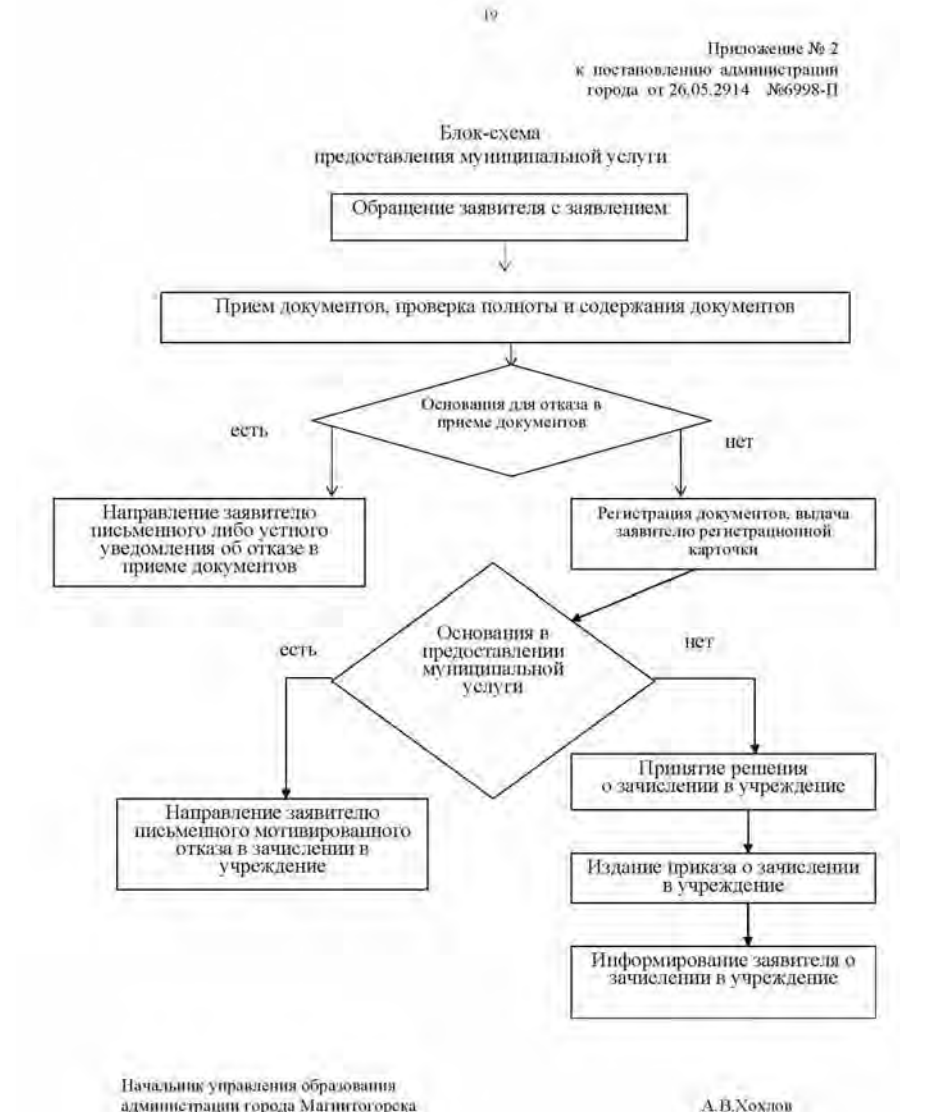 19
Приложение № 2
к постановлению администрации
города от 26.05.2914 №6998-П
Блок-схема
предоставления муниципальной услуги
Обращение заявителя с заявлением
Прием документов, проверка полноты и содержания документов
Основания для отказа в
приеме документов
есть
нет
Направление заявителю
письменного либо устного
уведомления об отказе в
приеме документов
Регистрация документов, выдача
заявителю регистрационной
карточки
Основания в
предоставлении
муниципальной
услуги
есть
нет
Принятие решения
о зачислении в учреждение
Направление заявителю
письменного мотивированного
отказа в зачислении в
учреждение
Издание приказа о зачислении
в учреждение
Информирование заявителя о
зачислении в учреждение
Начальник управления образования
администрации города Магнитогорска
А.В.Хохлов